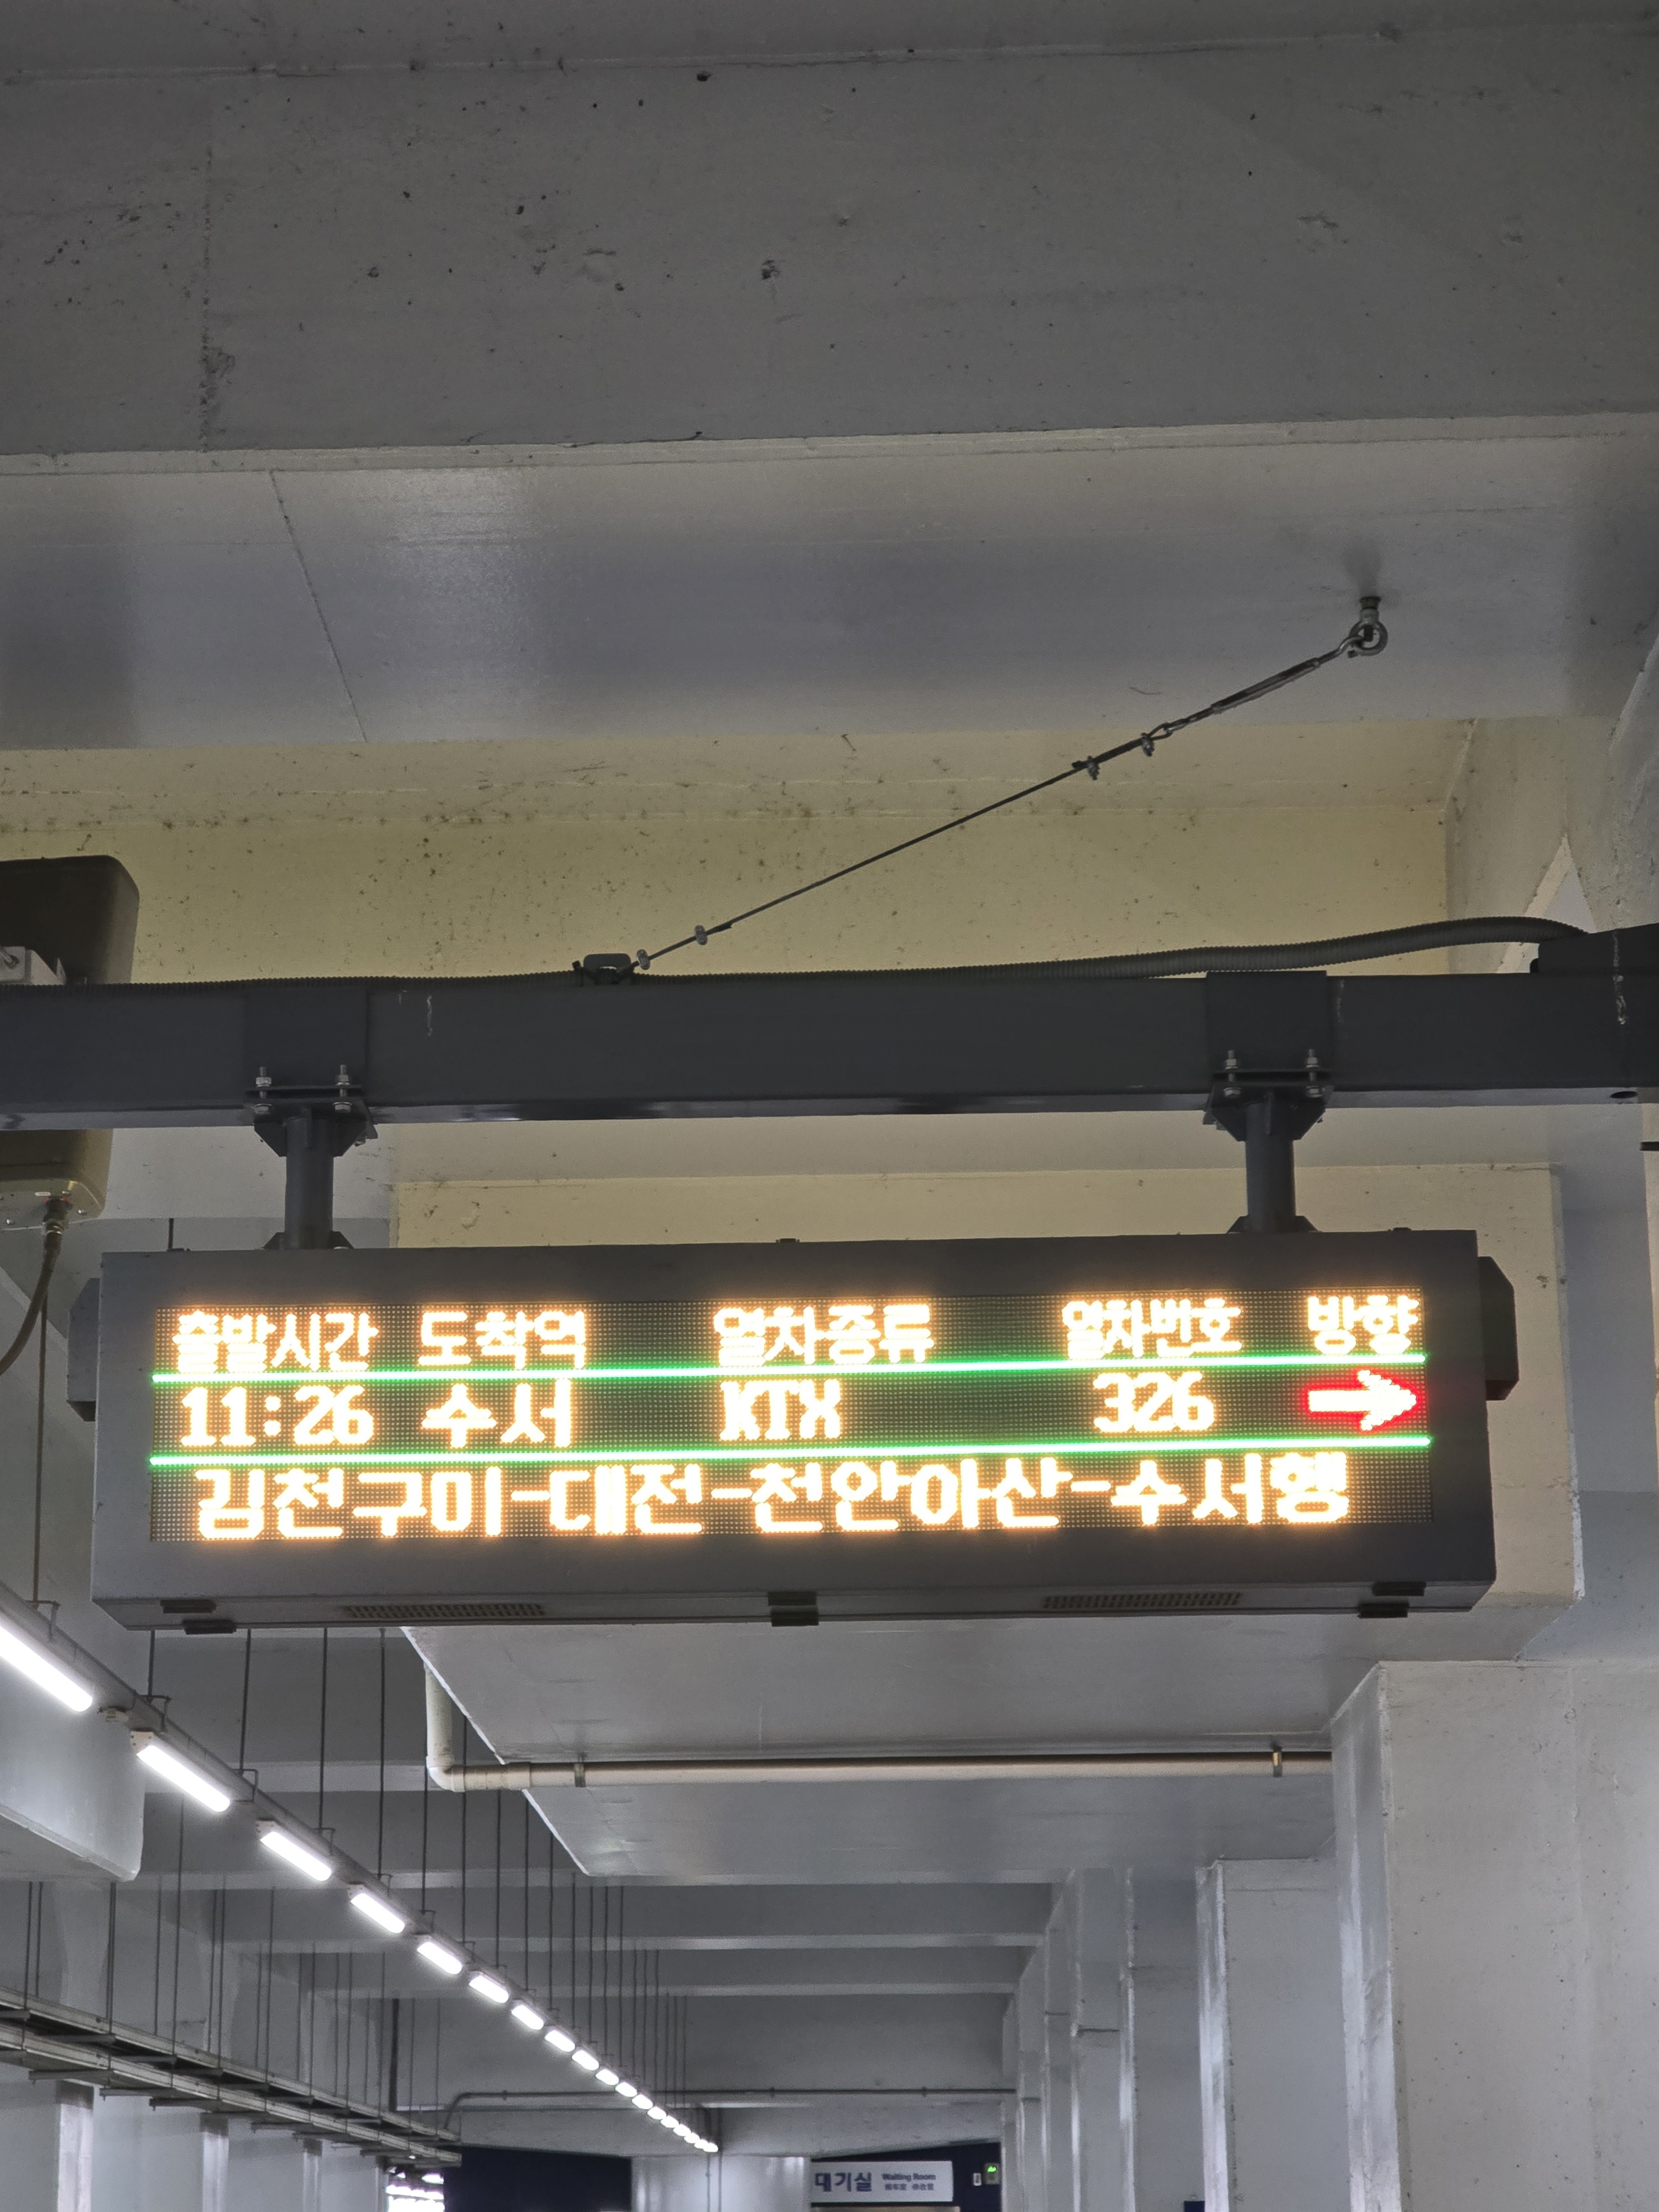 출발시간 도착역 열차종류 열차번호 방향
11:26 수서 KTX 326 →
김천구미-대전-천안아산-수서행
대기실 Waiting Room